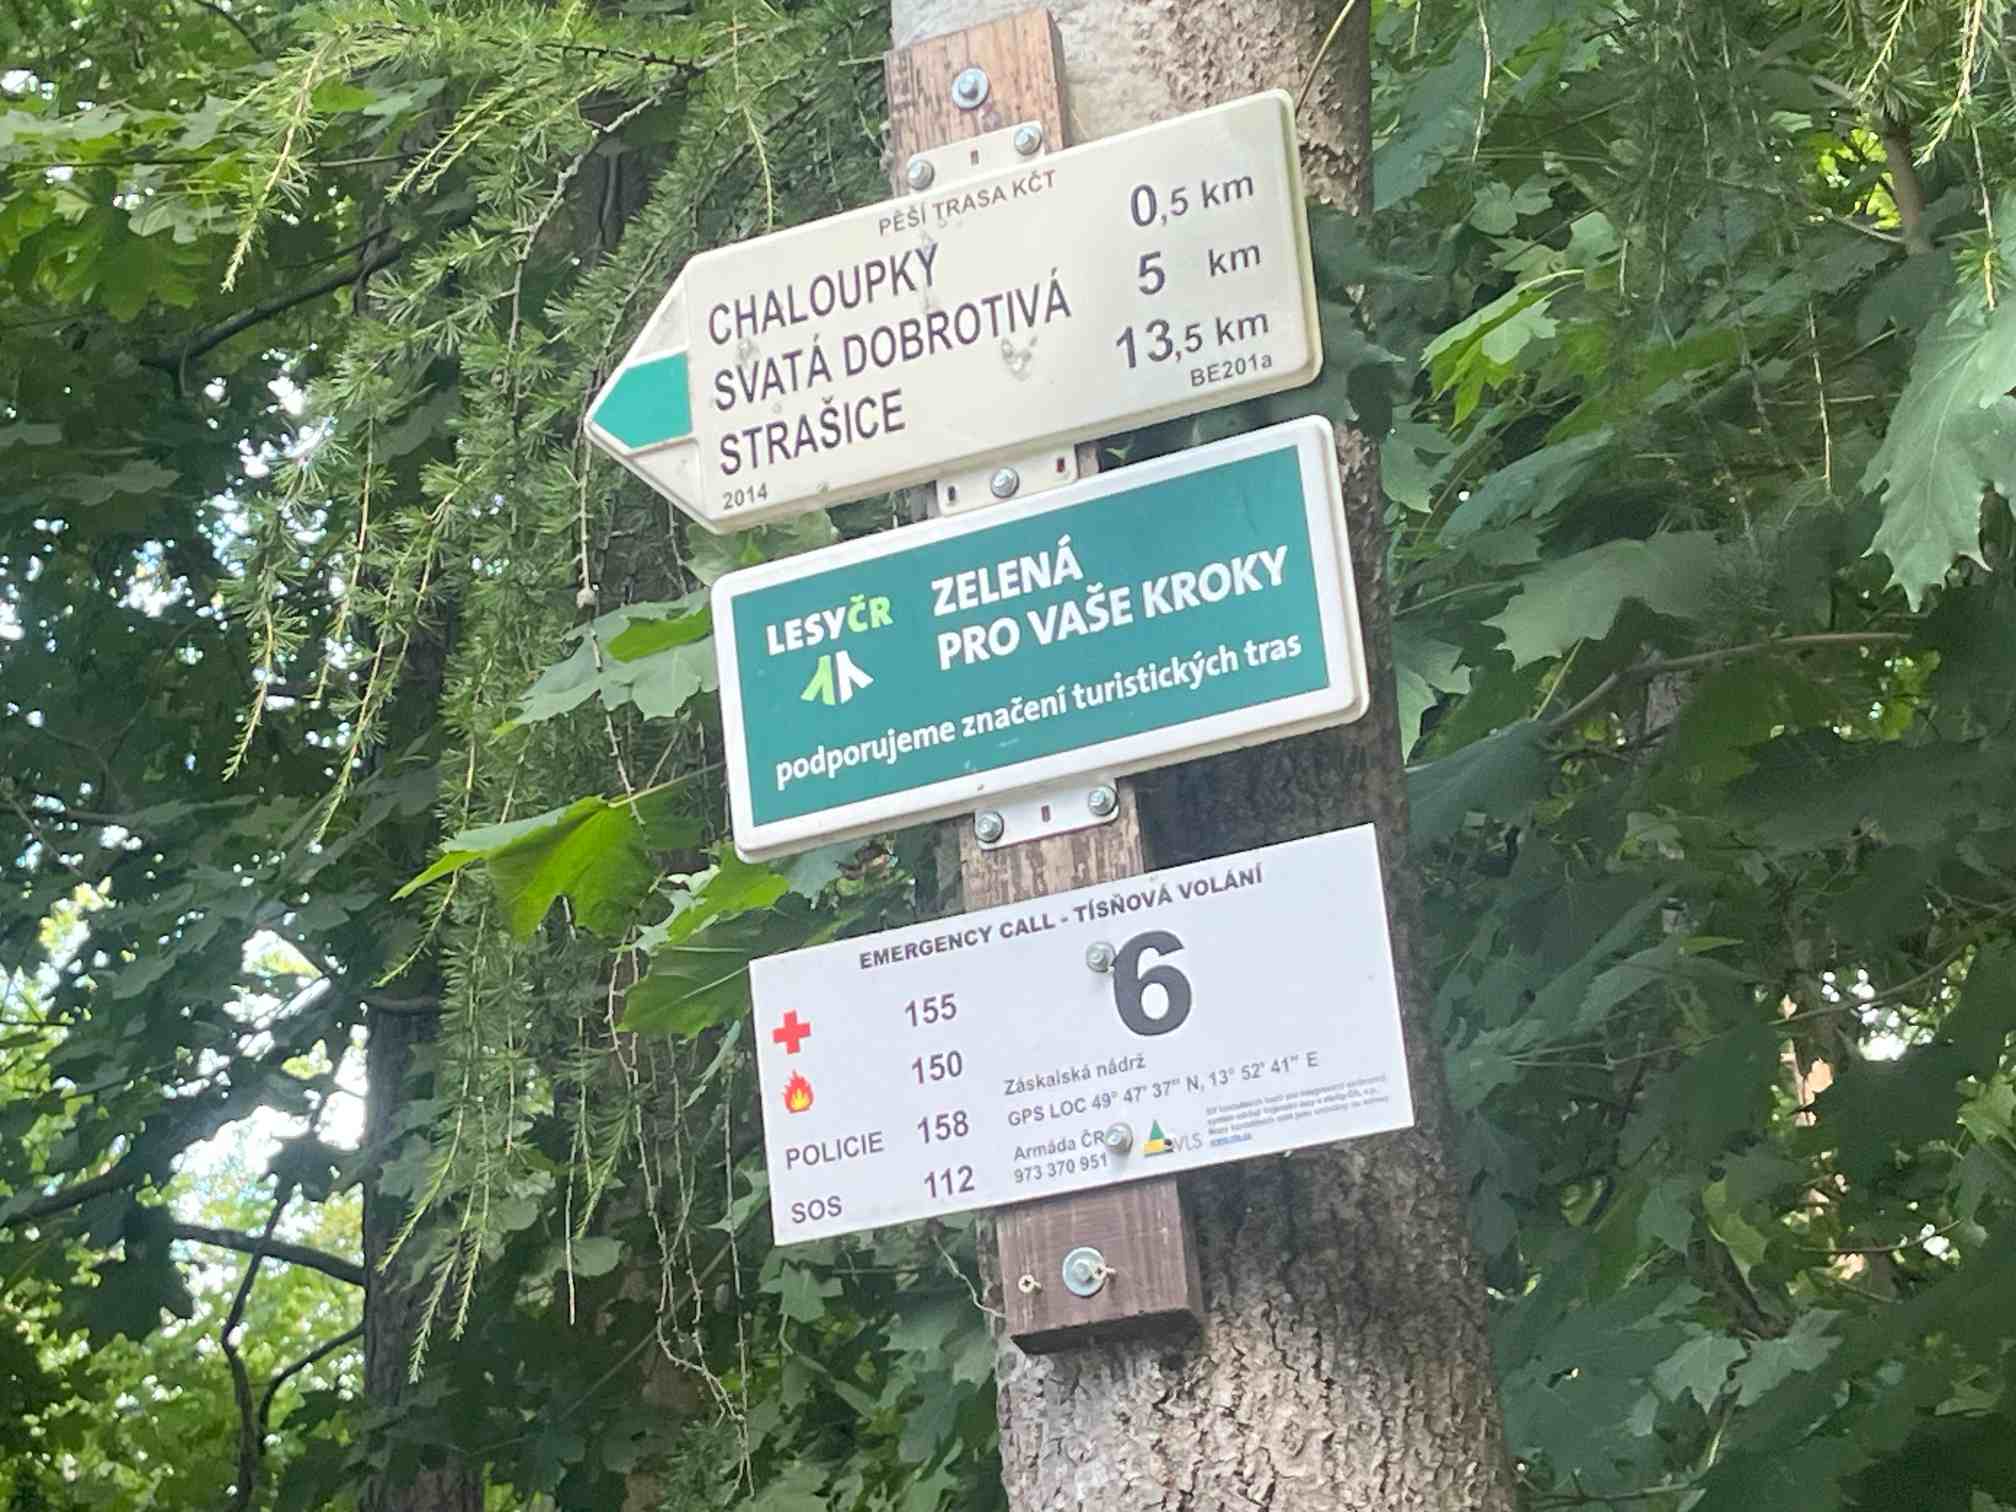 PĚŠÍ TRASA KČT
CHALOUPKY 0,5 km
SVATÁ DOBROTIVÁ 5 km
STRAŠICE 13,5 km
2014 BE201a
LESYČR
ZELENÁ
PRO VAŠE KROKY
podporujeme značení turistických tras
EMERGENCY CALL - TÍSŇOVÁ VOLÁNÍ
6
155
150
POLICIE 158
SOS 112
Záskalská nádrž
GPS LOC 49° 47' 37" N, 13° 52' 41" E
Armáda ČR
973 370 951
VLS